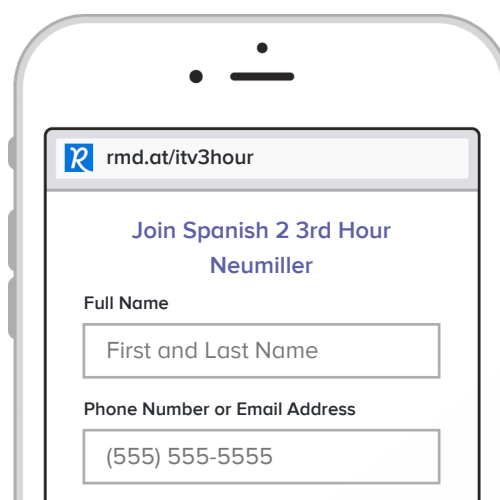 rmd.at/itv3hour
Join Spanish 2 3rd Hour
Neumiller
Full Name
First and Last Name
Phone Number or Email Address
(555) 555-5555